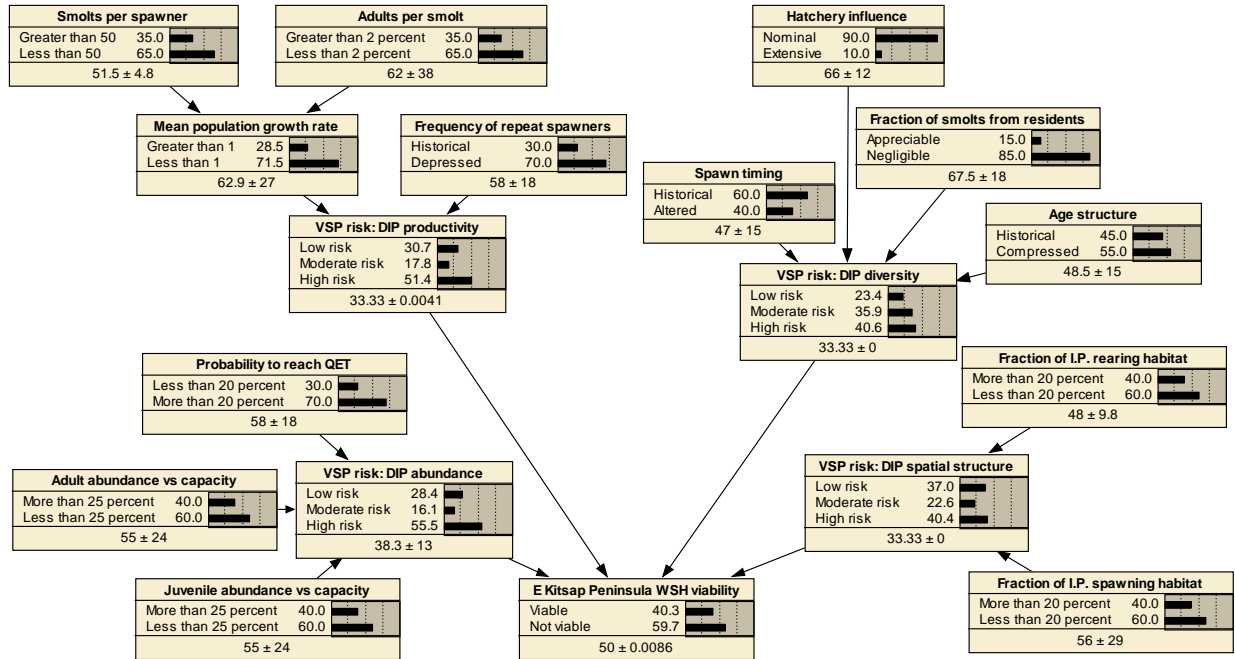 Smolts per spawner
Greater than 50 35.0
Less than 50 65.0
51.5 ± 4.8
Adults per smolt
Greater than 2 percent 35.0
Less than 2 percent 65.0
62 ± 38
Hatchery influence
Nominal 90.0
Extensive 10.0
66 ± 12
Mean population growth rate
Greater than 1 28.5
Less than 1 71.5
62.9 ± 27
Frequency of repeat spawners
Historical 30.0
Depressed 70.0
58 ± 18
Fraction of smolts from residents
Appreciable 15.0
Negligible 85.0
67.5 ± 18
Spawn timing
Historical 60.0
Altered 40.0
47 ± 15
Age structure
Historical 45.0
Compressed 55.0
48.5 ± 15
VSP risk: DIP productivity
Low risk 30.7
Moderate risk 17.8
High risk 51.4
33.33 ± 0.0041
VSP risk: DIP diversity
Low risk 23.4
Moderate risk 35.9
High risk 40.6
33.33 ± 0
Probability to reach QET
Less than 20 percent 30.0
More than 20 percent 70.0
58 ± 18
Fraction of I.P. rearing habitat
More than 20 percent 40.0
Less than 20 percent 60.0
48 ± 9.8
Adult abundance vs capacity
More than 25 percent 40.0
Less than 25 percent 60.0
55 ± 24
VSP risk: DIP abundance
Low risk 28.4
Moderate risk 16.1
High risk 55.5
38.3 ± 13
VSP risk: DIP spatial structure
Low risk 37.0
Moderate risk 22.6
High risk 40.4
33.33 ± 0
Juvenile abundance vs capacity
More than 25 percent 40.0
Less than 25 percent 60.0
55 ± 24
E Kitsap Peninsula WSH viability
Viable 40.3
Not viable 59.7
50 ± 0.0086
Fraction of I.P. spawning habitat
More than 20 percent 40.0
Less than 20 percent 60.0
56 ± 29